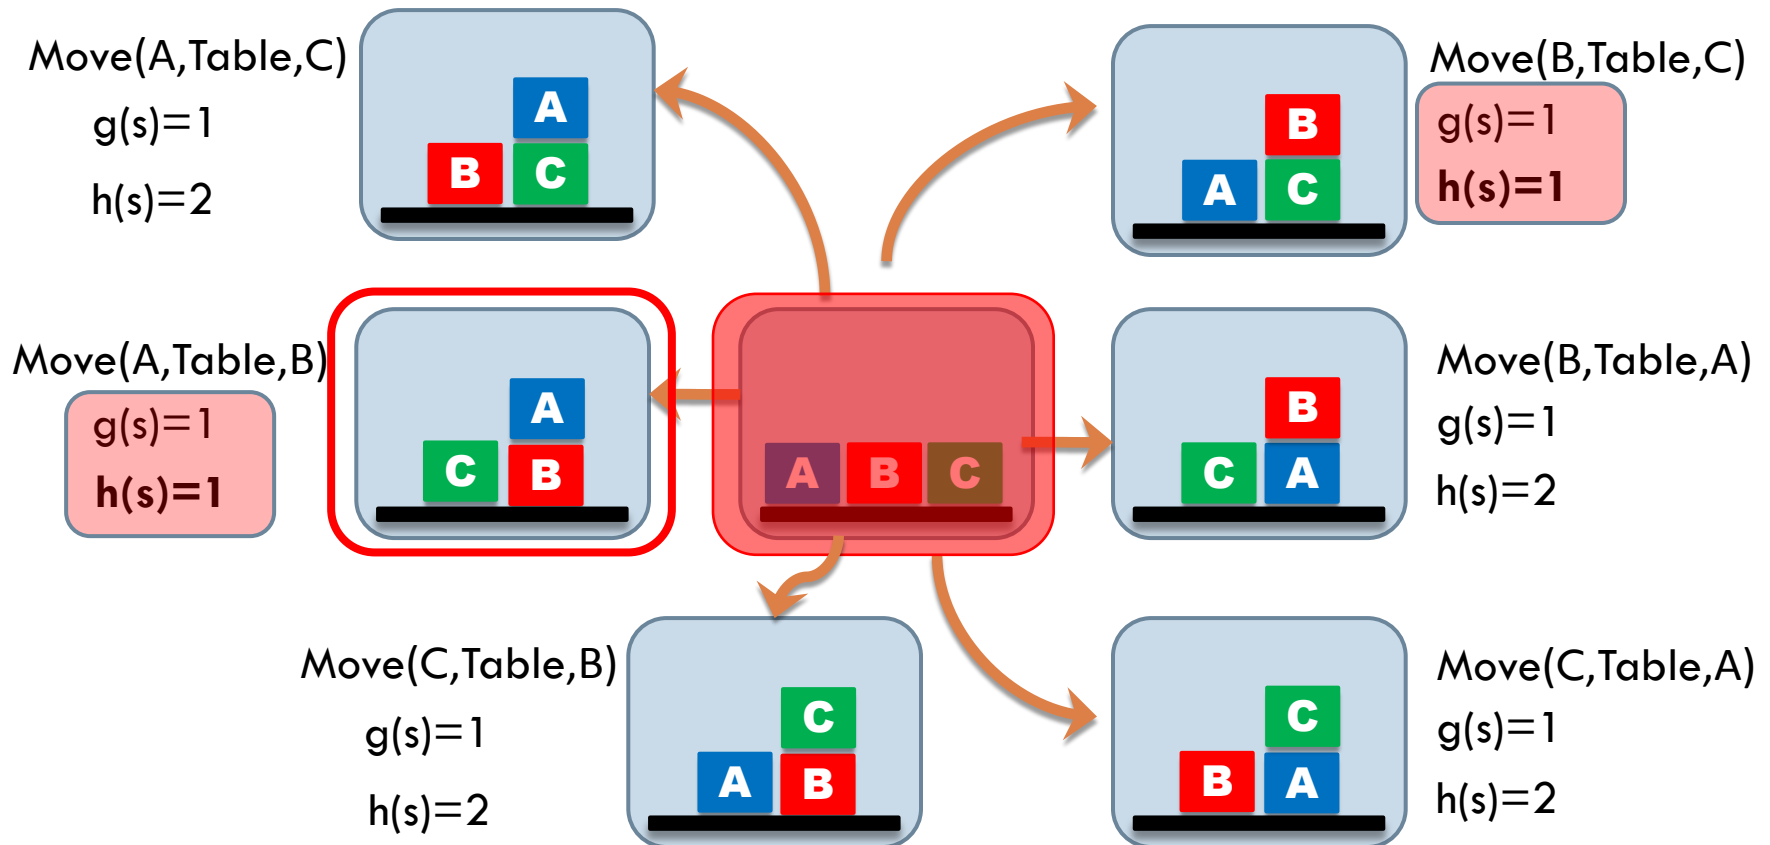 Move(A,Table,C)
g(s)=1
h(s)=2
A
B C
Move(B,Table,C)
g(s)=1
h(s)=1
B
A C
Move(A,Table,B)
g(s)=1
h(s)=1
A
C B
A B C
Move(B,Table,A)
g(s)=1
h(s)=2
B
C A
Move(C,Table,B)
g(s)=1
h(s)=2
C
A B
Move(C,Table,A)
g(s)=1
h(s)=2
C
B A